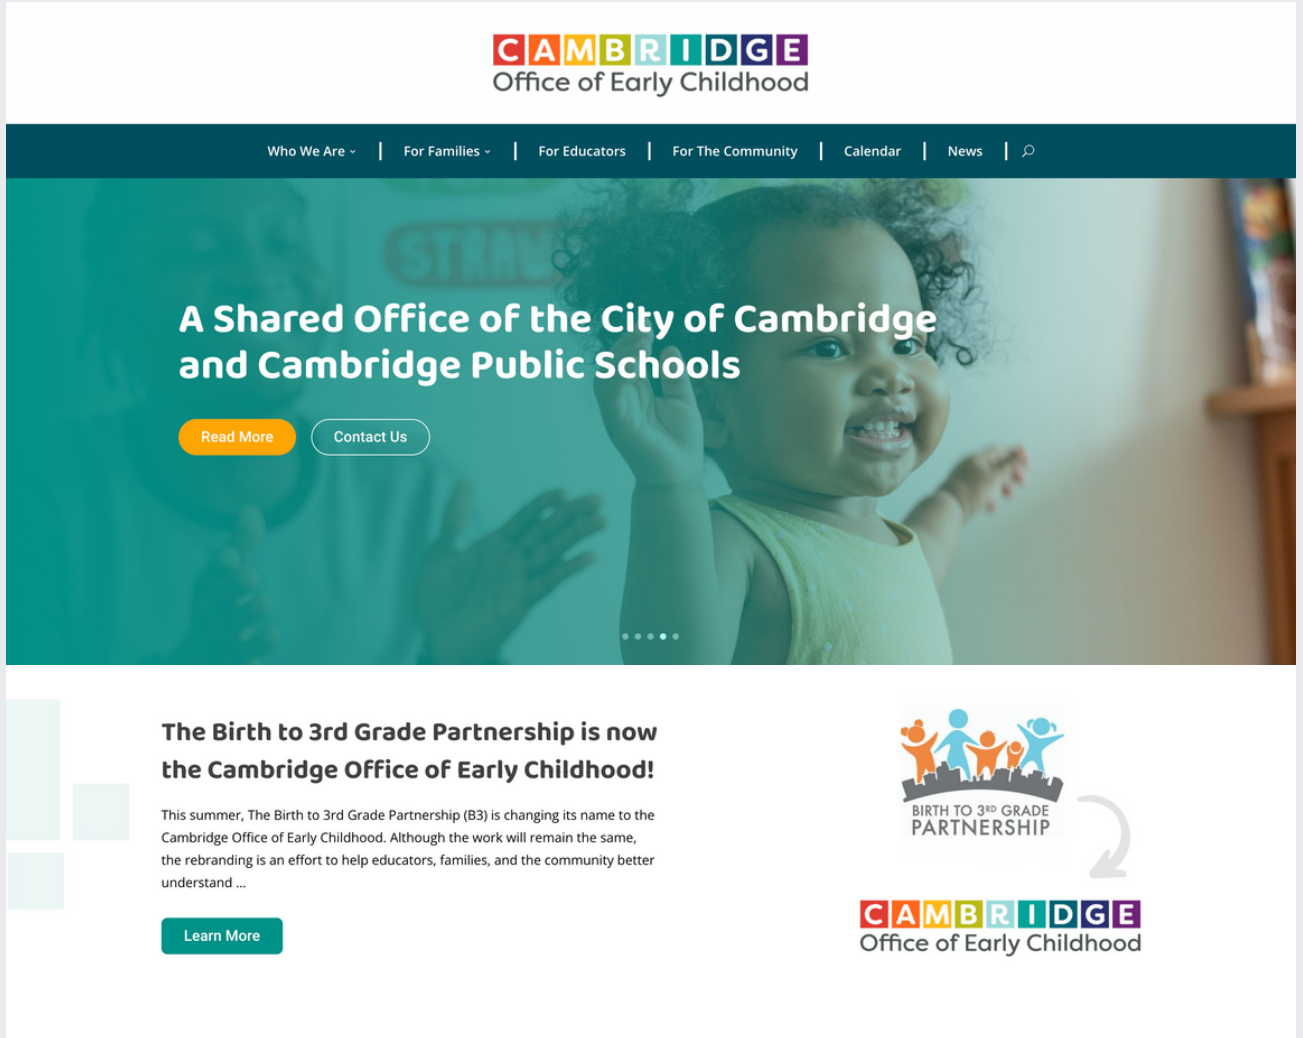 CAMBRIDGE
Office of Early Childhood
Who We Are
For Families
For Educators
For The Community
Calendar
News
STRAW
A Shared Office of the City of Cambridge
and Cambridge Public Schools
Read More
Contact Us
The Birth to 3rd Grade Partnership is now
the Cambridge Office of Early Childhood!
This summer, The Birth to 3rd Grade Partnership (B3) is changing its name to the
Cambridge Office of Early Childhood. Although the work will remain the same,
the rebranding is an effort to help educators, families, and the community better
understand ...
Learn More
BIRTH TO 3RD GRADE
PARTNERSHIP
CAMBRIDGE
Office of Early Childhood